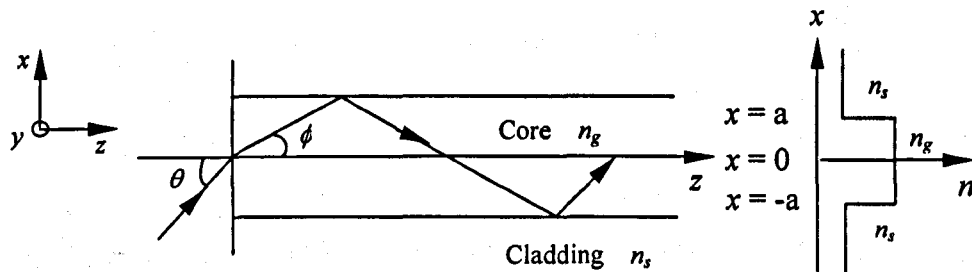 x
y
z
θ
ϕ
Core n_g
z
Cladding n_s
x
n_s
x = a
n_g
x = 0
n
x = -a
n_s